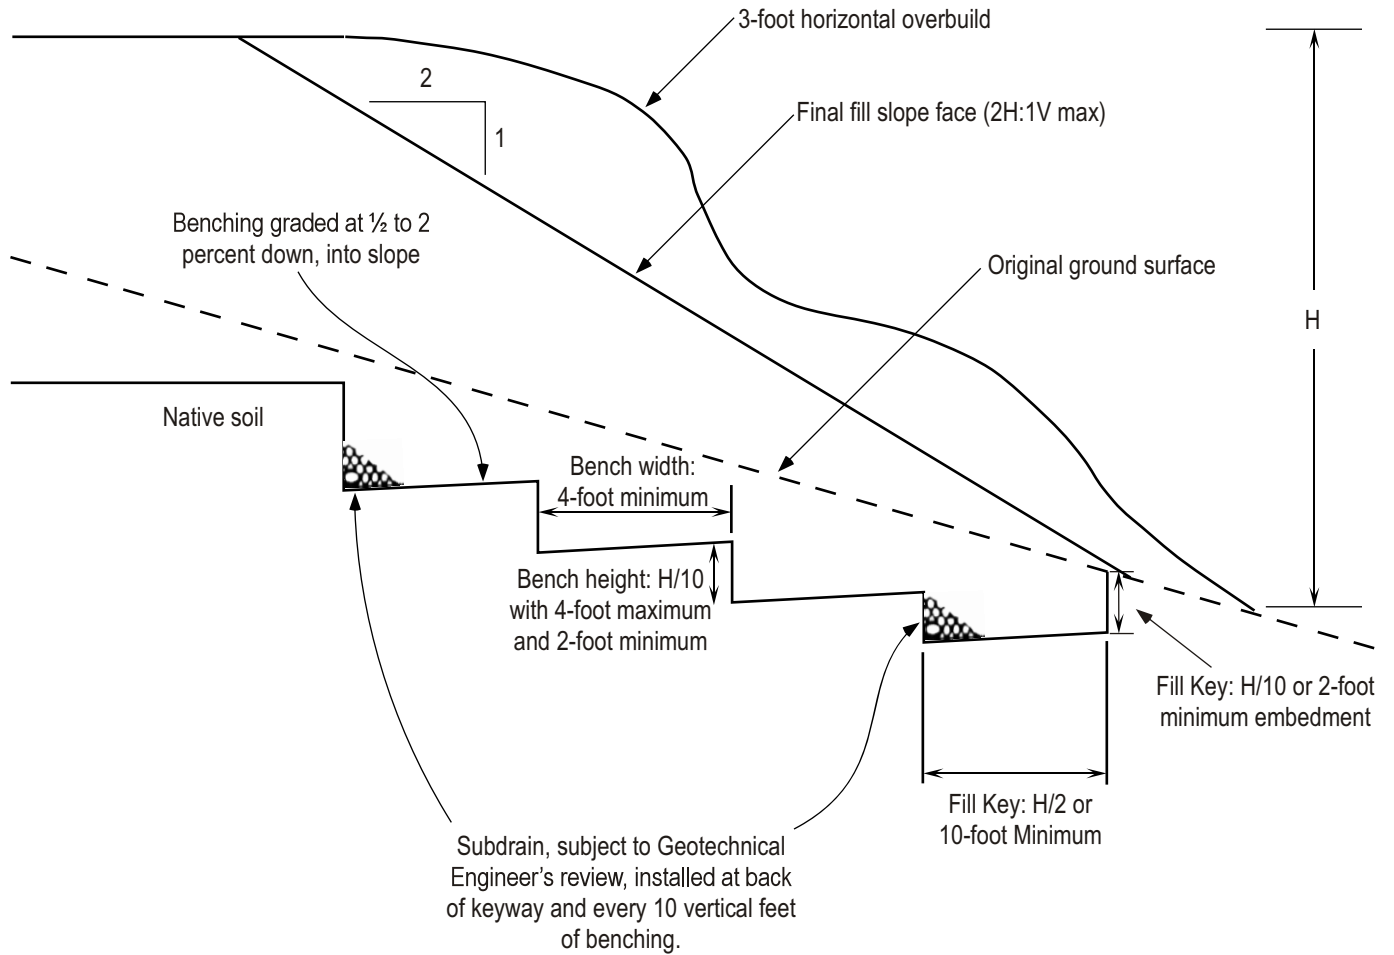 3-foot horizontal overbuild
2
1
Final fill slope face (2H:1V max)
Benching graded at ½ to 2
percent down, into slope
Original ground surface
H
Native soil
Bench width:
4-foot minimum
Bench height: H/10
with 4-foot maximum
and 2-foot minimum
Fill Key: H/10 or 2-foot
minimum embedment
Fill Key: H/2 or
10-foot Minimum
Subdrain, subject to Geotechnical
Engineer’s review, installed at back
of keyway and every 10 vertical feet
of benching.